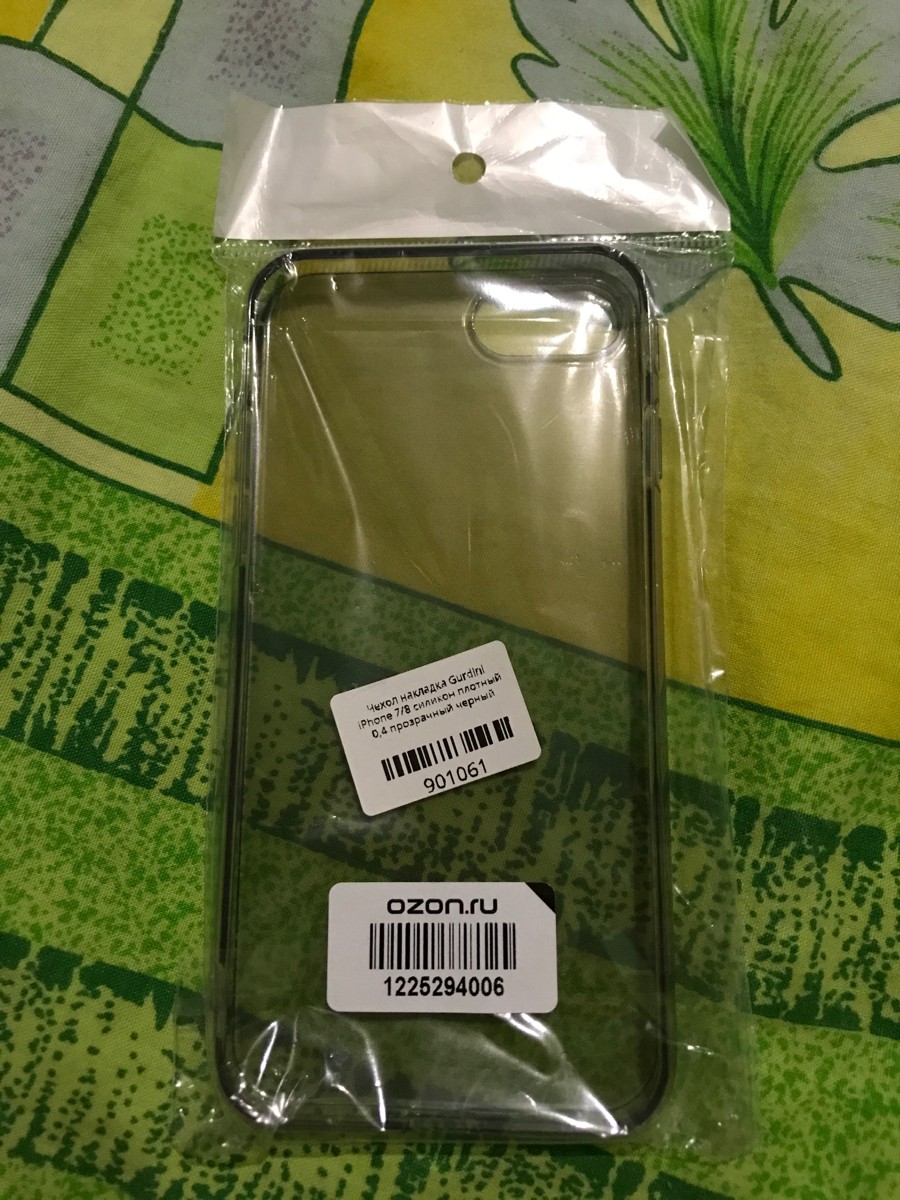 Чехол накладка Gurdini
iPhone 7/8 силикон плотный
0,4 прозрачный черный
901061
ozon.ru
1225294006